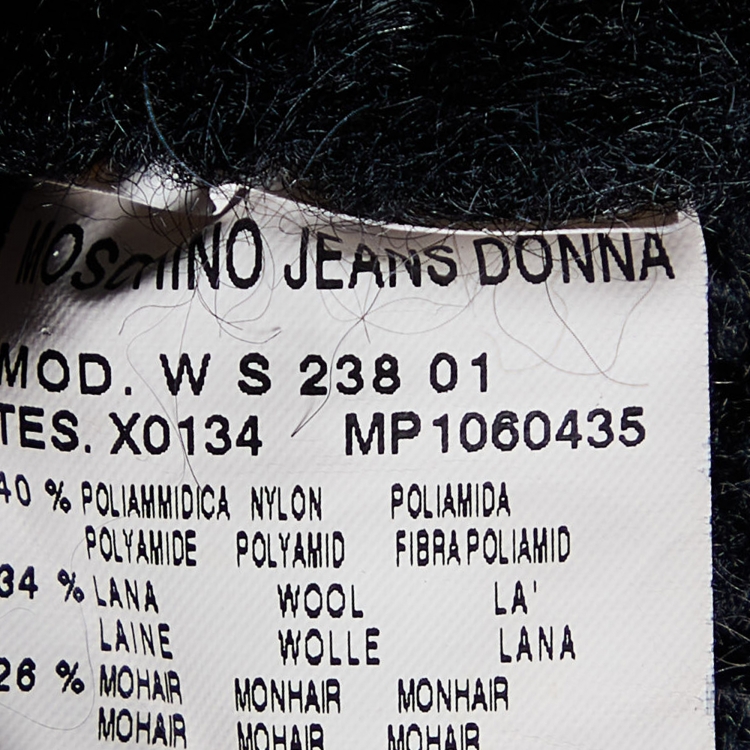 MOSCHINO JEANS DONNA
MOD. W S 238 01
TES. X0134 MP1060435
40 % POLIAMMIDICA NYLON POLIAMIDA
POLYAMIDE POLYAMID FIBRA POLIAMID
34 % LANA WOOL LA'
LAINE WOLLE LANA
26 % MOHAIR MONHAIR MONHAIR
MOHAIR MOHAIR MOHAIR